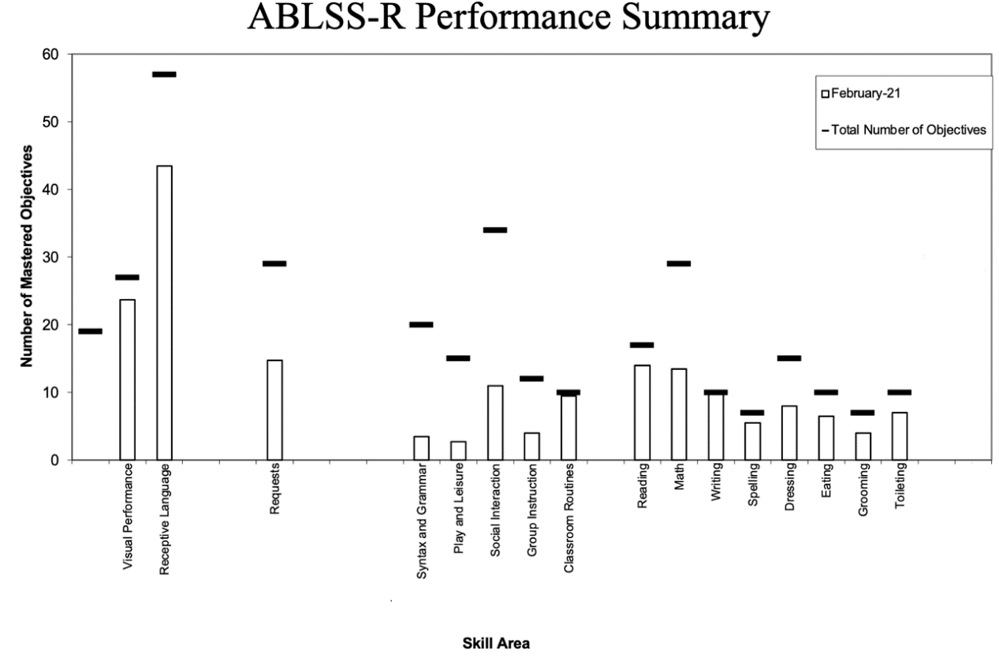 ABLSS-R Performance Summary
60
50
40
30
20
10
0
Number of Mastered Objectives
February-21
Total Number of Objectives
Visual Performance
Receptive Language
Requests
Syntax and Grammar
Play and Leisure
Social Interaction
Group Instruction
Classroom Routines
Reading
Math
Writing
Spelling
Dressing
Eating
Grooming
Toileting
Skill Area